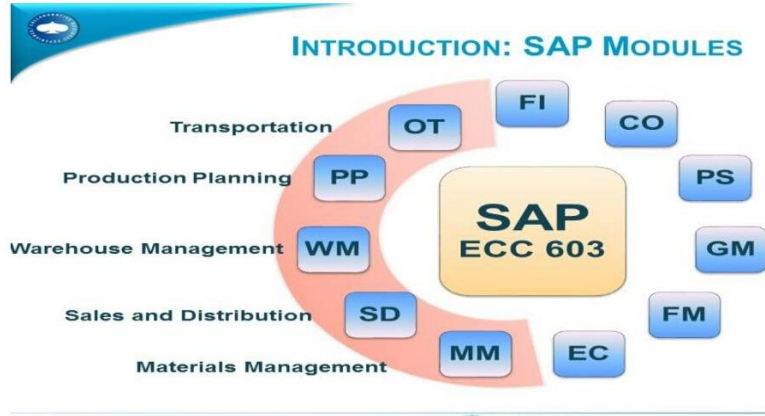 INTRODUCTION: SAP MODULES
FI
CO
Transportation
OT
Production Planning
PP
PS
SAP
ECC 603
Warehouse Management
WM
GM
Sales and Distribution
SD
FM
Materials Management
MM
EC